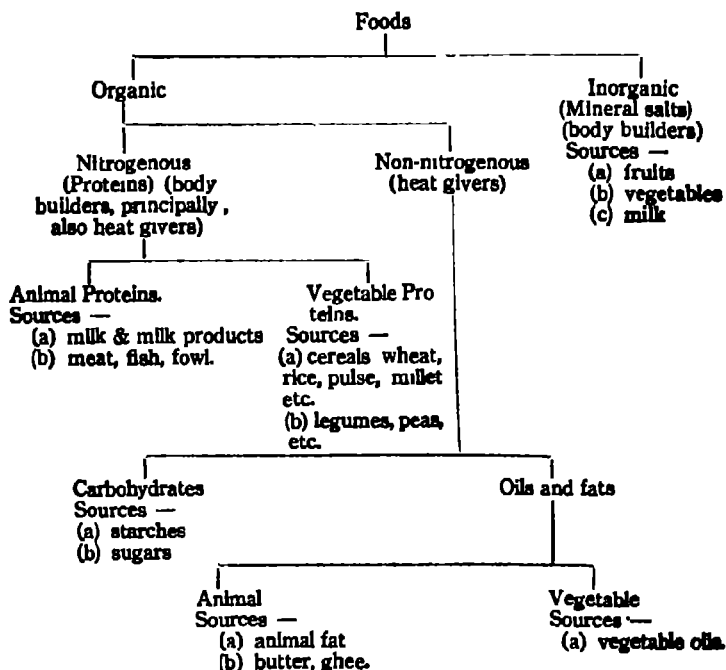 Foods
Organic
Inorganic
(Mineral salts)
(body builders)
Sources —
(a) fruits
(b) vegetables
(c) milk
Nitrogenous
(Proteins) (body
builders, principally,
also heat givers)
Non-nitrogenous
(heat givers)
Animal Proteins.
Sources —
(a) milk & milk products
(b) meat, fish, fowl.
Vegetable Pro
teins.
Sources —
(a) cereals wheat,
rice, pulse, millet
etc.
(b) legumes, peas,
etc.
Carbohydrates
Sources —
(a) starches
(b) sugars
Oils and fats
Animal
Sources —
(a) animal fat
(b) butter, ghee.
Vegetable
Sources —
(a) vegetable oils.